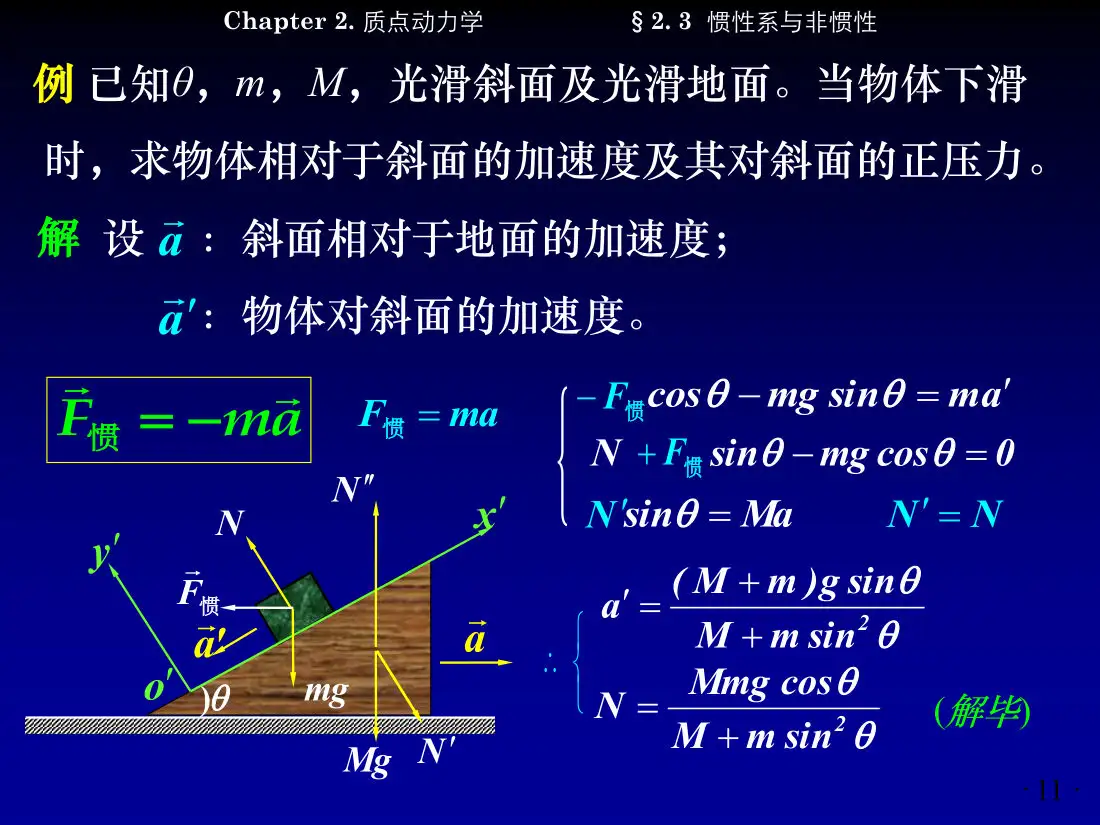 Chapter 2. 质点动力学 §2. 3 惯性系与非惯性
例 已知θ，m，M，光滑斜面及光滑地面。当物体下滑
时，求物体相对于斜面的加速度及其对斜面的正压力。
解 设 a⃗ ：斜面相对于地面的加速度；
a⃗′：物体对斜面的加速度。
F⃗惯 = −ma⃗
F惯 = ma
− F惯cosθ − mg sinθ = ma′
N + F惯 sinθ − mg cosθ = 0
N′sinθ = Ma N′ = N
N″
x′
N
y′
F⃗惯
a⃗′
a⃗
o′
θ
mg
Mg
N′
∴
a′ = (M + m)g sinθ / M + m sin²θ
N = Mmg cosθ / M + m sin²θ
(解毕)
· 11 ·